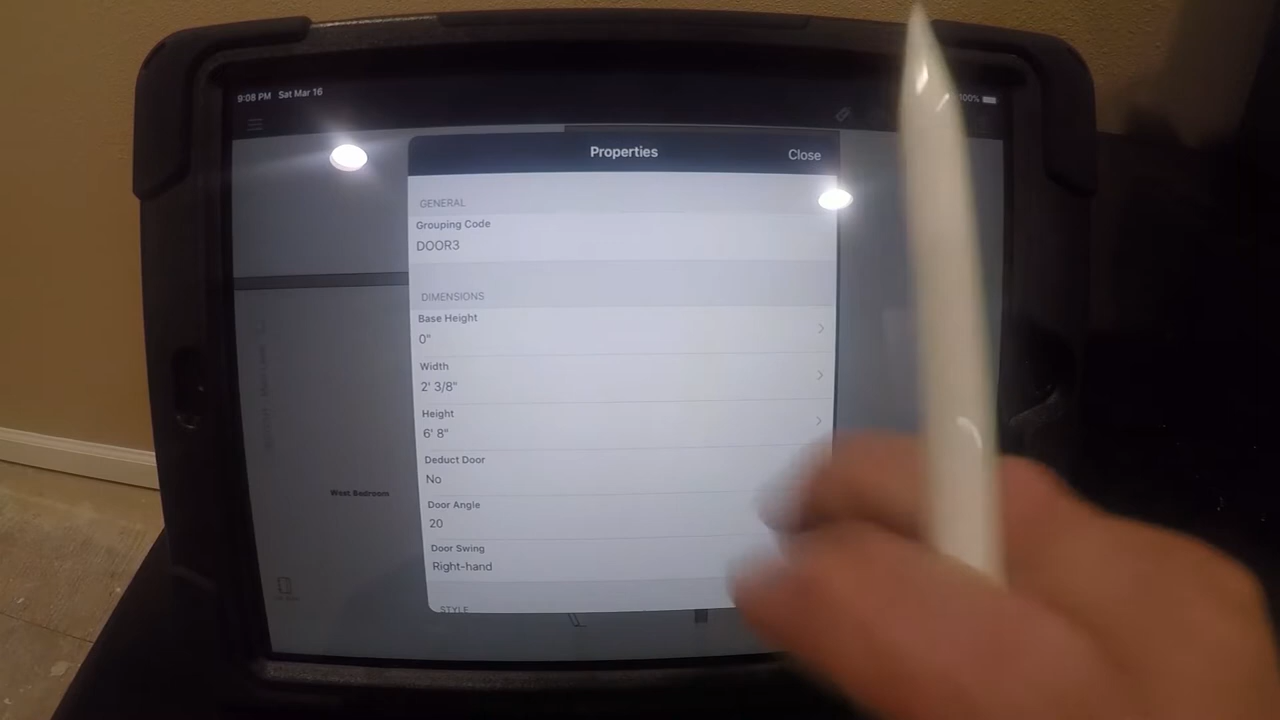 9:08 PM Sat Mar 16
100%
Properties
Close
GENERAL
Grouping Code
DOOR3
DIMENSIONS
Base Height
0"
Width
2' 3/8"
Height
6' 8"
Deduct Door
No
Door Angle
20
Door Swing
Right-hand
STYLE
West Bedroom